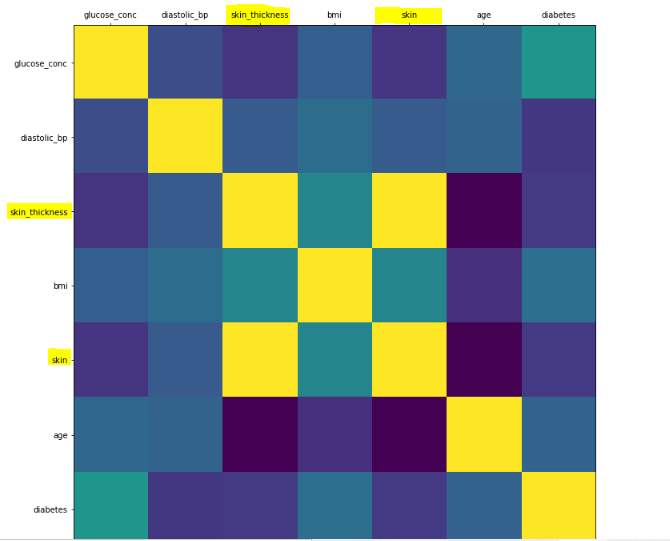 glucose_conc diastolic_bp skin_thickness bmi skin age diabetes
glucose_conc
diastolic_bp
skin_thickness
bmi
skin
age
diabetes